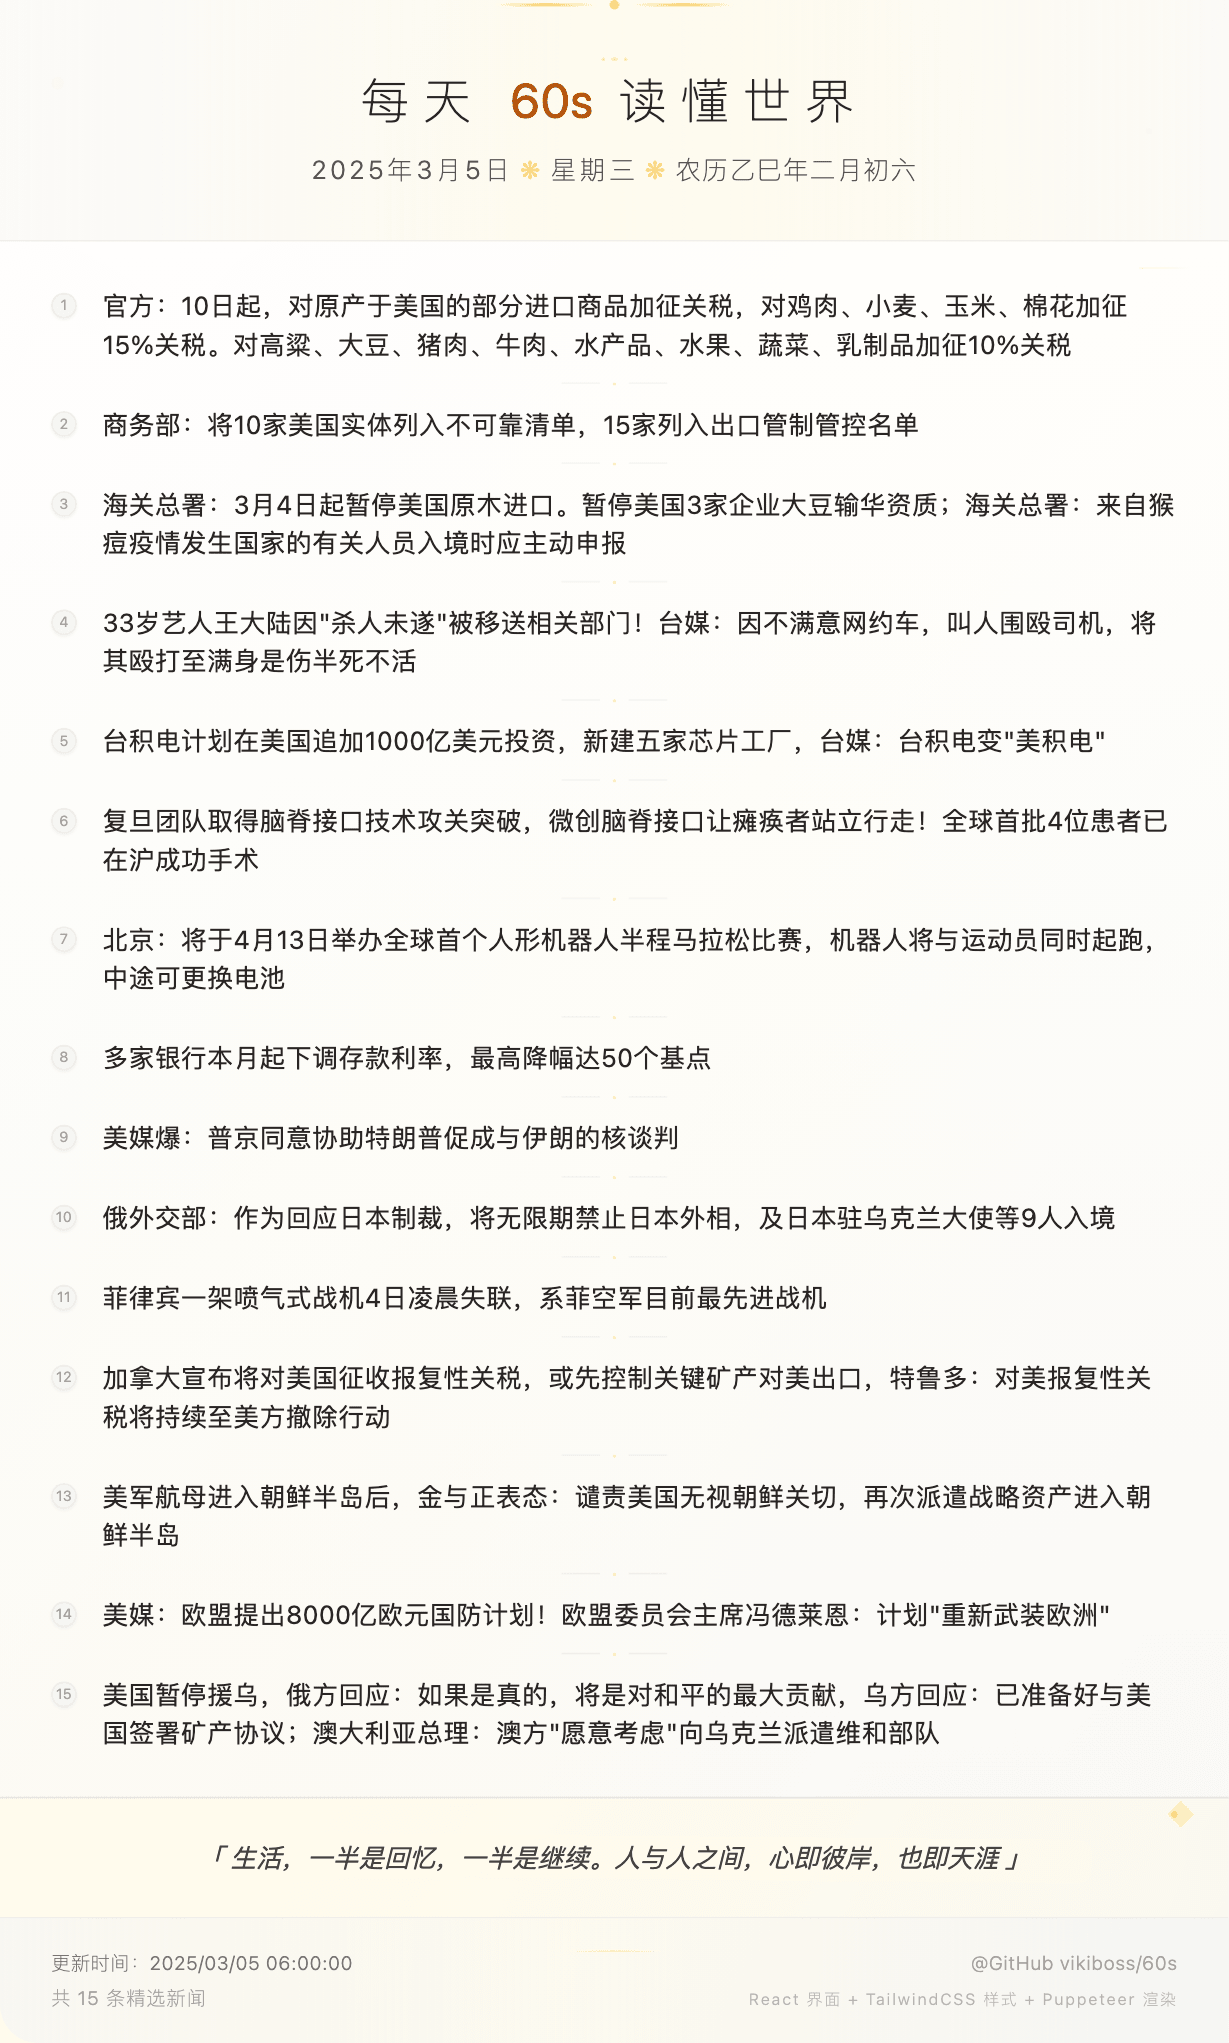 每天 60s 读懂世界
2025年3月5日 ❋ 星期三 ❋ 农历乙巳年二月初六
1 官方：10日起，对原产于美国的部分进口商品加征关税，对鸡肉、小麦、玉米、棉花加征
15%关税。对高粱、大豆、猪肉、牛肉、水产品、水果、蔬菜、乳制品加征10%关税
2 商务部：将10家美国实体列入不可靠清单，15家列入出口管制管控名单
3 海关总署：3月4日起暂停美国原木进口。暂停美国3家企业大豆输华资质；海关总署：来自猴
痘疫情发生国家的有关人员入境时应主动申报
4 33岁艺人王大陆因"杀人未遂"被移送相关部门！台媒：因不满意网约车，叫人围殴司机，将
其殴打至满身是伤半死不活
5 台积电计划在美国追加1000亿美元投资，新建五家芯片工厂，台媒：台积电变"美积电"
6 复旦团队取得脑脊接口技术攻关突破，微创脑脊接口让瘫痪者站立行走！全球首批4位患者已
在沪成功手术
7 北京：将于4月13日举办全球首个人形机器人半程马拉松比赛，机器人将与运动员同时起跑，
中途可更换电池
8 多家银行本月起下调存款利率，最高降幅达50个基点
9 美媒爆：普京同意协助特朗普促成与伊朗的核谈判
10 俄外交部：作为回应日本制裁，将无限期禁止日本外相，及日本驻乌克兰大使等9人入境
11 菲律宾一架喷气式战机4日凌晨失联，系菲空军目前最先进战机
12 加拿大宣布将对美国征收报复性关税，或先控制关键矿产对美出口，特鲁多：对美报复性关
税将持续至美方撤除行动
13 美军航母进入朝鲜半岛后，金与正表态：谴责美国无视朝鲜关切，再次派遣战略资产进入朝
鲜半岛
14 美媒：欧盟提出8000亿欧元国防计划！欧盟委员会主席冯德莱恩：计划"重新武装欧洲"
15 美国暂停援乌，俄方回应：如果是真的，将是对和平的最大贡献，乌方回应：已准备好与美
国签署矿产协议；澳大利亚总理：澳方"愿意考虑"向乌克兰派遣维和部队
「 生活，一半是回忆，一半是继续。人与人之间，心即彼岸，也即天涯 」
更新时间：2025/03/05 06:00:00
@GitHub vikiboss/60s
共 15 条精选新闻
React 界面 + TailwindCSS 样式 + Puppeteer 渲染